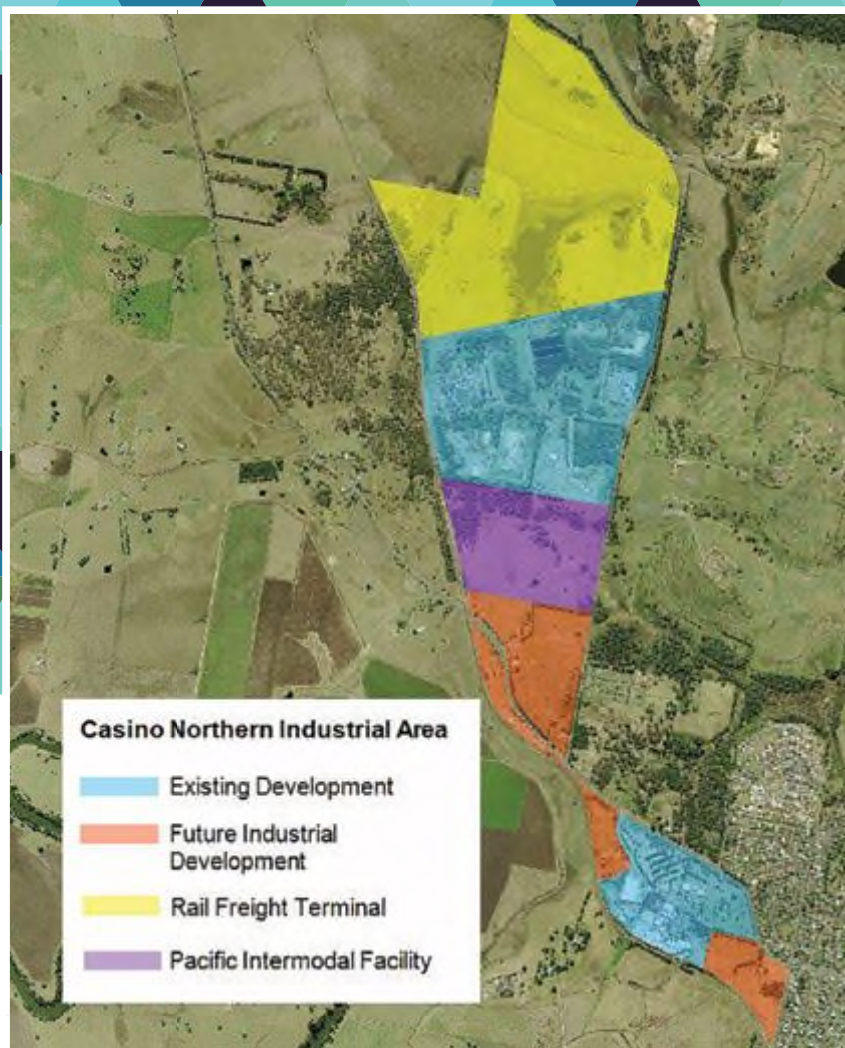 Casino Northern Industrial Area
Existing Development
Future Industrial
Development
Rail Freight Terminal
Pacific Intermodal Facility